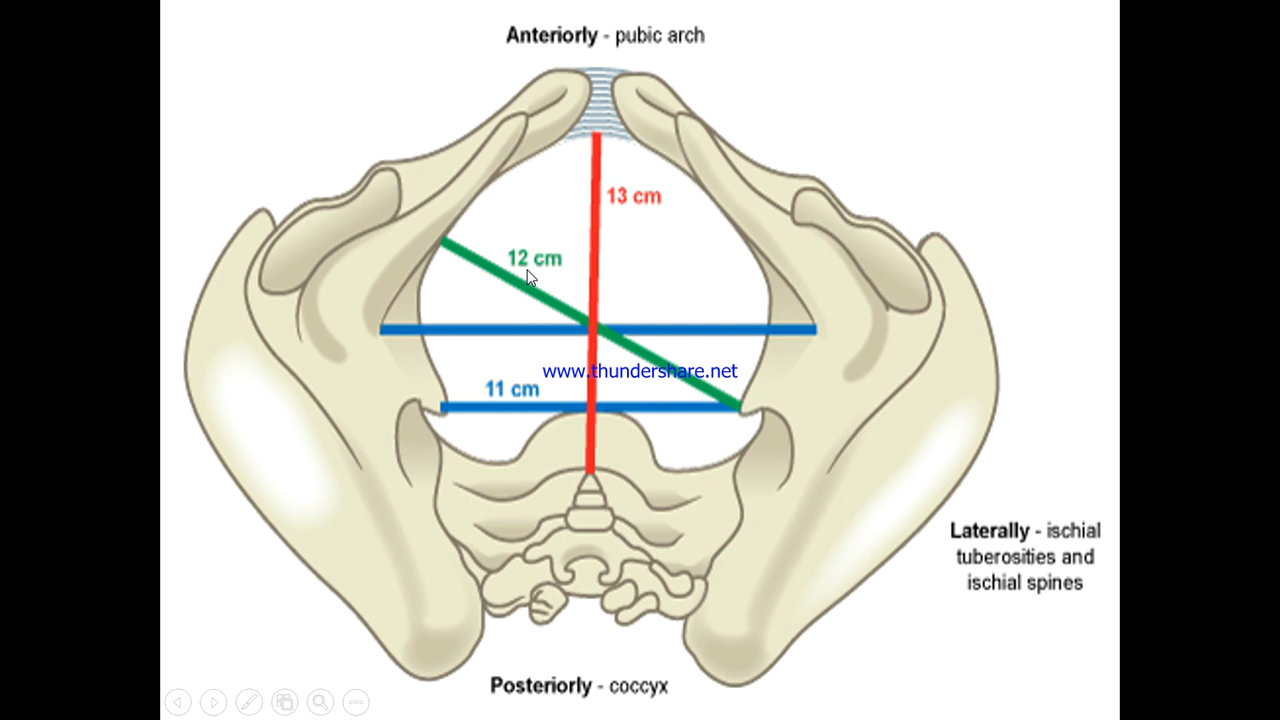 Anteriorly - pubic arch
13 cm
12 cm
www.thundershare.net
11 cm
Laterally - ischial
tuberosities and
ischial spines
Posteriorly - coccyx